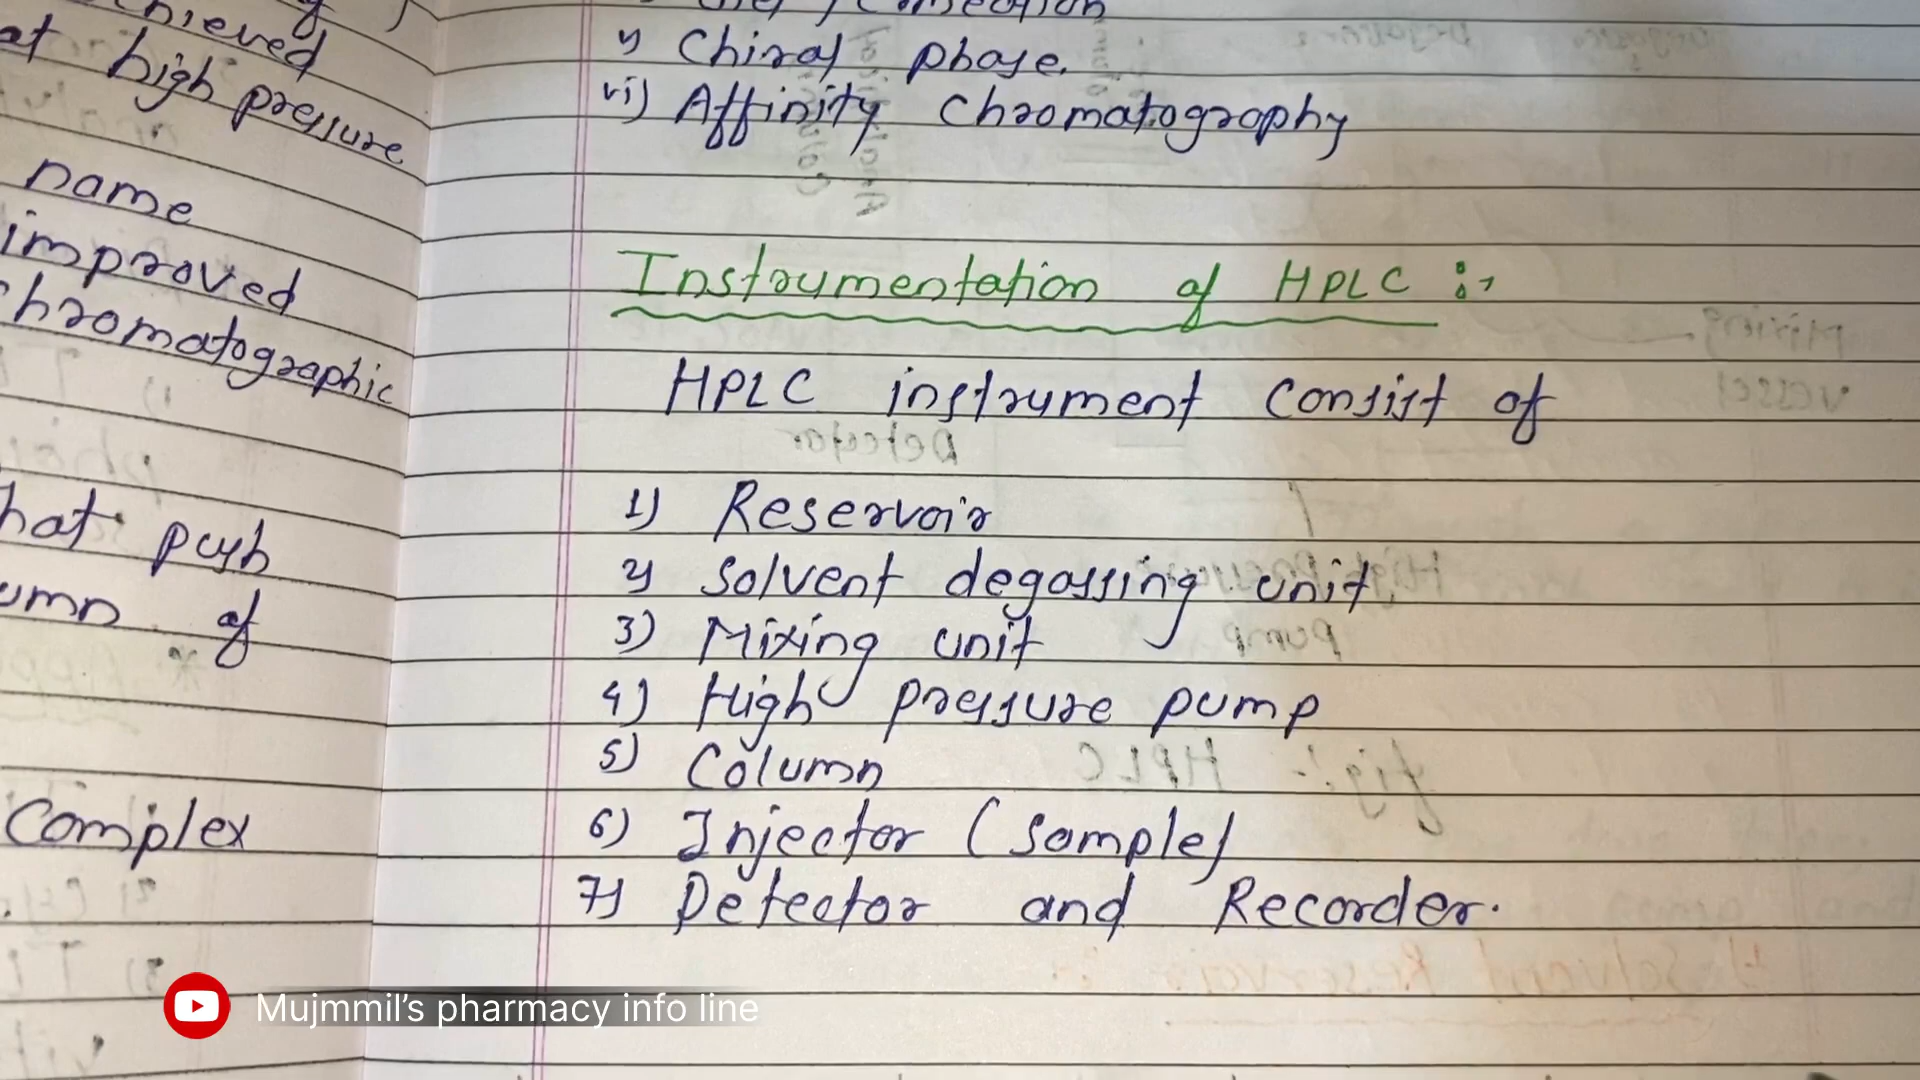 chieved
at high pressure
name
improved
chromatographic
that push
umn of
Complex
v) Chiral phase.
vi) Affinity Chromatography
Instrumentation of HPLC :-
HPLC instrument consist of
1) Reservoir
2) Solvent degassing unit
3) Mixing unit
4) High pressure pump
5) Column
6) Injector (Sample)
7) Detector and Recorder.
Mujmmil’s pharmacy info line